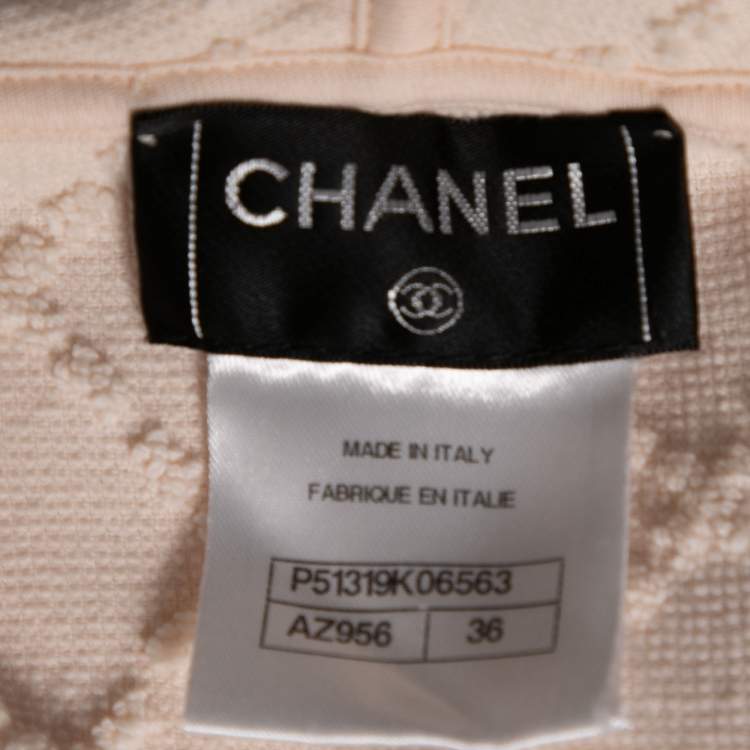 CHANEL
MADE IN ITALY
FABRIQUE EN ITALIE
P51319K06563
AZ956 36